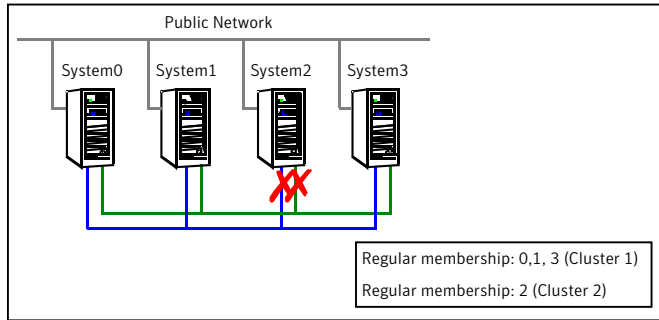 Public Network
System0
System1
System2
System3
Regular membership: 0,1, 3 (Cluster 1)
Regular membership: 2 (Cluster 2)